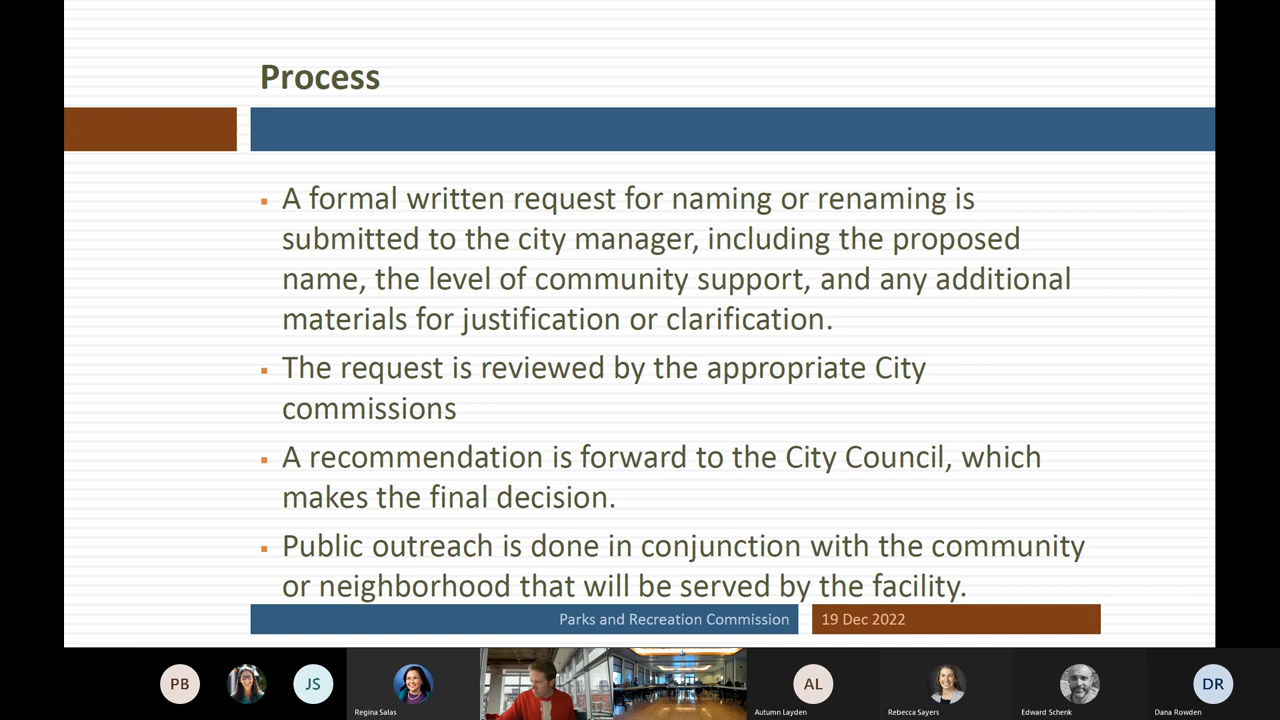 Process
▪ A formal written request for naming or renaming is
submitted to the city manager, including the proposed
name, the level of community support, and any additional
materials for justification or clarification.
▪ The request is reviewed by the appropriate City
commissions
▪ A recommendation is forward to the City Council, which
makes the final decision.
▪ Public outreach is done in conjunction with the community
or neighborhood that will be served by the facility.
Parks and Recreation Commission
19 Dec 2022
PB
JS
AL
DR
Regina Salas
Autumn Layden
Rebecca Sayers
Edward Schenk
Dana Rowden